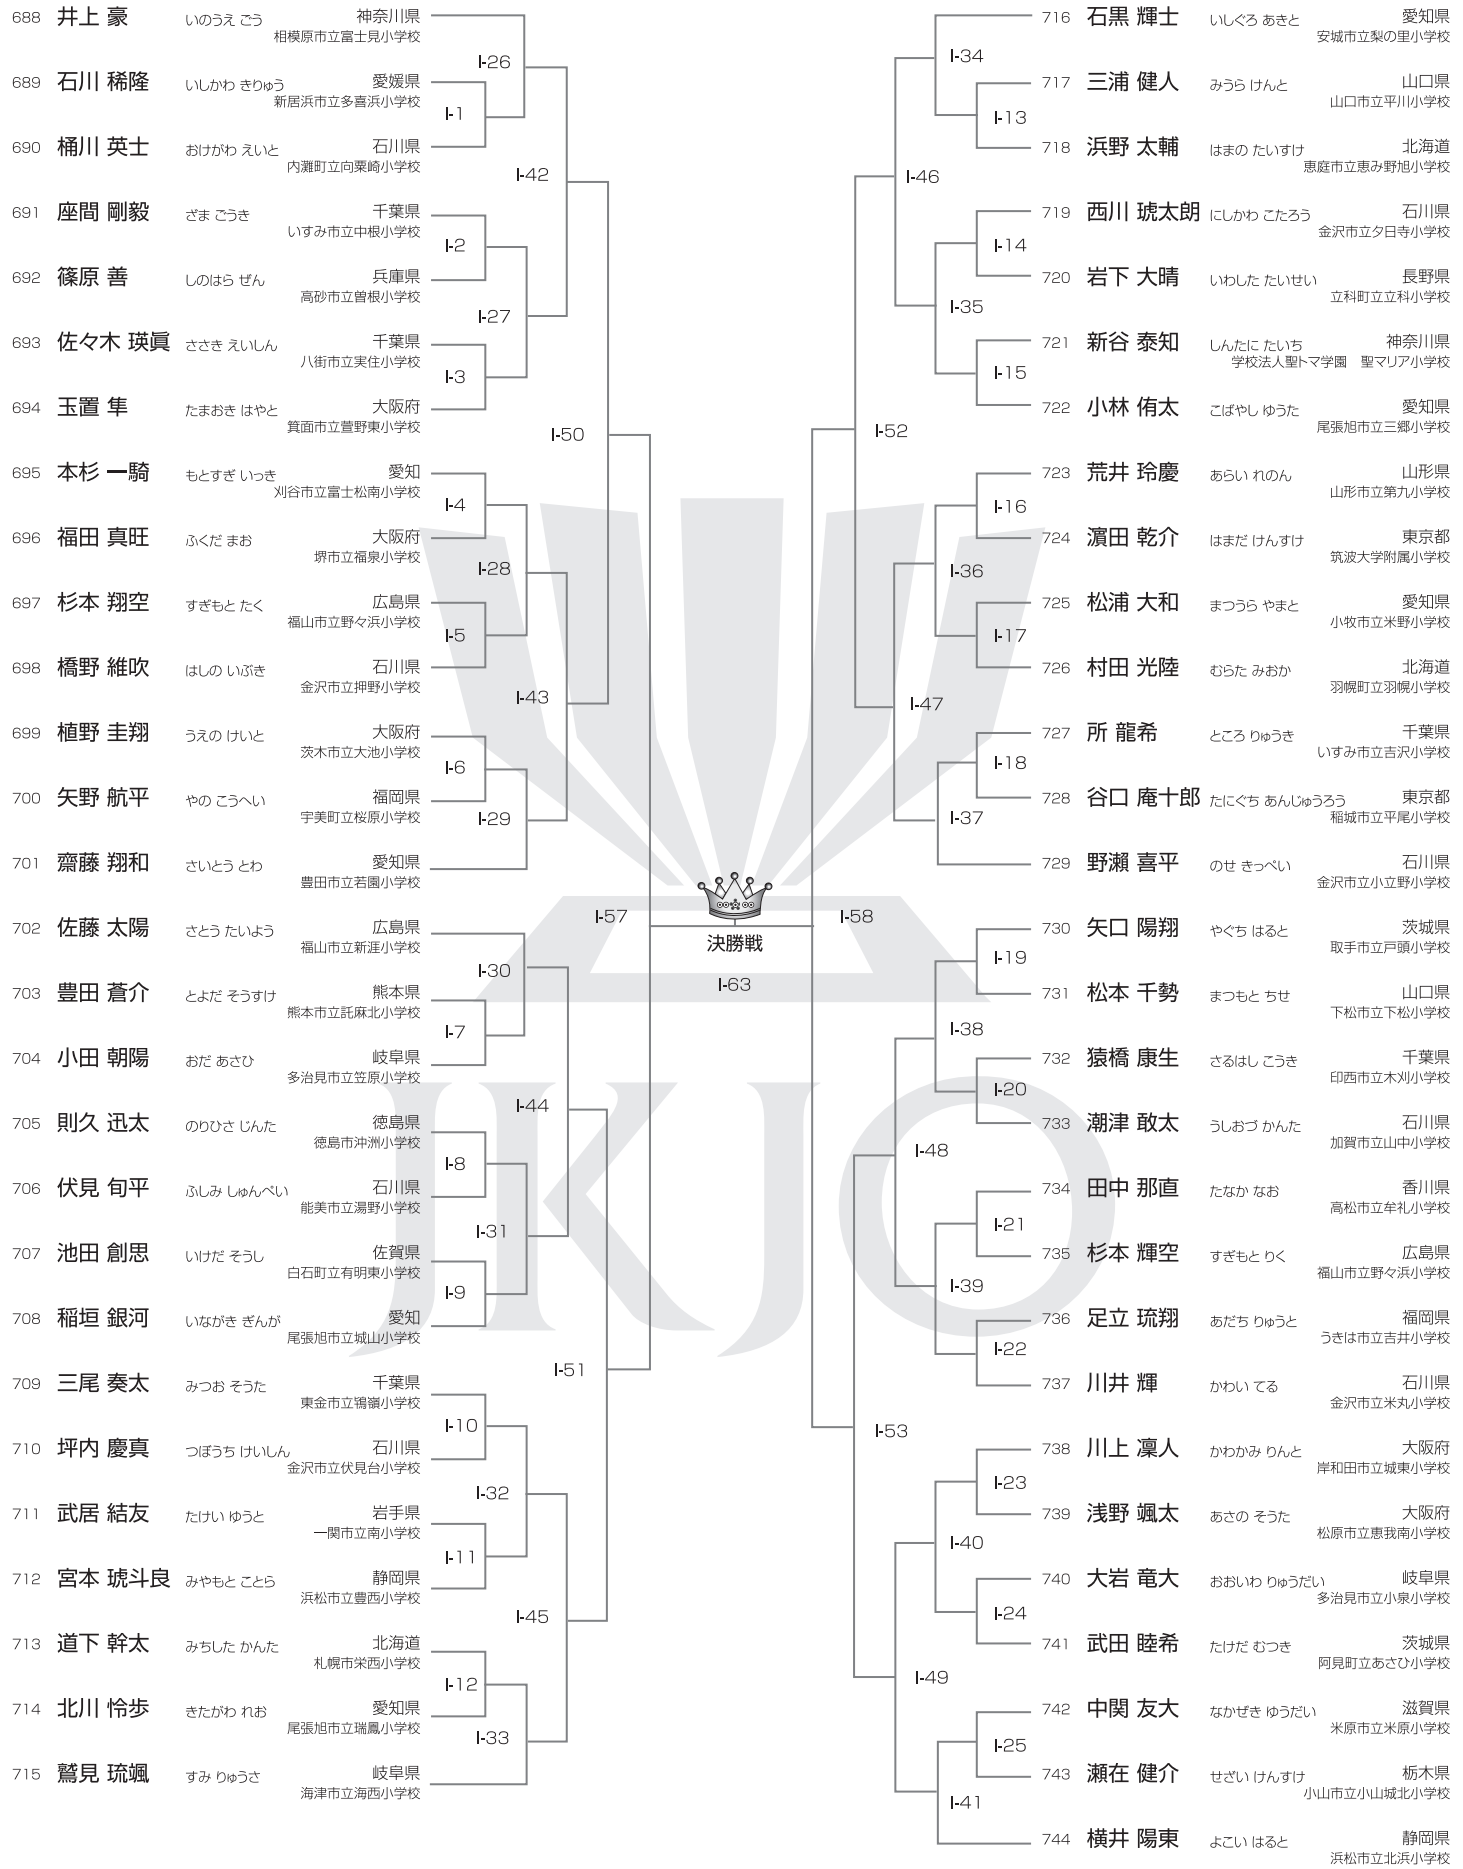 688 井上 豪 いのうえ ごう 神奈川県
相模原市立富士見小学校
689 石川 稀隆 いしかわ きりゅう 愛媛県
新居浜市立多喜浜小学校
690 桶川 英士 おけがわ えいと 石川県
内灘町立向粟崎小学校
691 座間 剛毅 ざま ごうき 千葉県
いすみ市立中根小学校
692 篠原 善 しのはら ぜん 兵庫県
高砂市立曽根小学校
693 佐々木 瑛眞 ささき えいしん 千葉県
八街市立実住小学校
694 玉置 隼 たまおき はやと 大阪府
箕面市立萱野東小学校
695 本杉 一騎 もとすぎ いっき 愛知
刈谷市立富士松南小学校
696 福田 真旺 ふくだ まお 大阪府
堺市立福泉小学校
697 杉本 翔空 すぎもと たく 広島県
福山市立野々浜小学校
698 橋野 維吹 はしの いぶき 石川県
金沢市立押野小学校
699 植野 圭翔 うえの けいと 大阪府
茨木市立大池小学校
700 矢野 航平 やの こうへい 福岡県
宇美町立桜原小学校
701 齋藤 翔和 さいとう とわ 愛知県
豊田市立若園小学校
702 佐藤 太陽 さとう たいよう 広島県
福山市立新涯小学校
703 豊田 蒼介 とよだ そうすけ 熊本県
熊本市立託麻北小学校
704 小田 朝陽 おだ あさひ 岐阜県
多治見市立笠原小学校
705 則久 迅太 のりひさ じんた 徳島県
徳島市沖洲小学校
706 伏見 旬平 ふしみ しゅんぺい 石川県
能美市立湯野小学校
707 池田 創思 いけだ そうし 佐賀県
白石町立有明東小学校
708 稲垣 銀河 いながき ぎんが 愛知
尾張旭市立城山小学校
709 三尾 奏太 みつお そうた 千葉県
東金市立鴇嶺小学校
710 坪内 慶真 つぼうち けいしん 石川県
金沢市立伏見台小学校
711 武居 結友 たけい ゆうと 岩手県
一関市立南小学校
712 宮本 琥斗良 みやもと ことら 静岡県
浜松市立豊西小学校
713 道下 幹太 みちした かんた 北海道
札幌市栄西小学校
714 北川 怜歩 きたがわ れお 愛知県
尾張旭市立瑞鳳小学校
715 鷲見 琉颯 すみ りゅうさ 岐阜県
海津市立海西小学校
I-1
I-2
I-3
I-4
I-5
I-6
I-7
I-8
I-9
I-10
I-11
I-12
I-26
I-27
I-28
I-29
I-30
I-31
I-32
I-33
I-42
I-43
I-44
I-45
I-50
I-51
I-57
決勝戦
I-63
JKJO
I-58
I-52
I-53
I-46
I-47
I-48
I-49
I-34
I-35
I-36
I-37
I-38
I-39
I-40
I-41
I-13
I-14
I-15
I-16
I-17
I-18
I-19
I-20
I-21
I-22
I-23
I-24
I-25
716 石黒 輝士 いしぐろ あきと 愛知県
安城市立梨の里小学校
717 三浦 健人 みうら けんと 山口県
山口市立平川小学校
718 浜野 太輔 はまの たいすけ 北海道
恵庭市立恵み野旭小学校
719 西川 琥太朗 にしかわ こたろう 石川県
金沢市立夕日寺小学校
720 岩下 大晴 いわした たいせい 長野県
立科町立立科小学校
721 新谷 泰知 しんたに たいち 神奈川県
学校法人聖トマ学園 聖マリア小学校
722 小林 侑太 こばやし ゆうた 愛知県
尾張旭市立三郷小学校
723 荒井 玲慶 あらい れのん 山形県
山形市立第九小学校
724 濵田 乾介 はまだ けんすけ 東京都
筑波大学附属小学校
725 松浦 大和 まつうら やまと 愛知県
小牧市立米野小学校
726 村田 光陸 むらた みおか 北海道
羽幌町立羽幌小学校
727 所 龍希 ところ りゅうき 千葉県
いすみ市立古沢小学校
728 谷口 庵十郎 たにぐち あんじゅうろう 東京都
稲城市立平尾小学校
729 野瀬 喜平 のせ きっぺい 石川県
金沢市立小立野小学校
730 矢口 陽翔 やぐち はると 茨城県
取手市立戸頭小学校
731 松本 千勢 まつもと ちせ 山口県
下松市立下松小学校
732 猿橋 康生 さるはし こうき 千葉県
印西市立木刈小学校
733 潮津 敢太 うしおづ かんた 石川県
加賀市立山中小学校
734 田中 那直 たなか なお 香川県
高松市立牟礼小学校
735 杉本 輝空 すぎもと りく 広島県
福山市立野々浜小学校
736 足立 琉翔 あだち りゅうと 福岡県
うきは市立吉井小学校
737 川井 輝 かわい てる 石川県
金沢市立米丸小学校
738 川上 凜人 かわかみ りんと 大阪府
岸和田市立城東小学校
739 浅野 颯太 あさの そうた 大阪府
松原市立恵我南小学校
740 大岩 竜大 おおいわ りゅうだい 岐阜県
多治見市立小泉小学校
741 武田 睦希 たけだ むつき 茨城県
阿見町立あさひ小学校
742 中関 友大 なかぜき ゆうだい 滋賀県
米原市立米原小学校
743 瀬在 健介 せざい けんすけ 栃木県
小山市立小山城北小学校
744 横井 陽東 よこい はると 静岡県
浜松市立北浜小学校